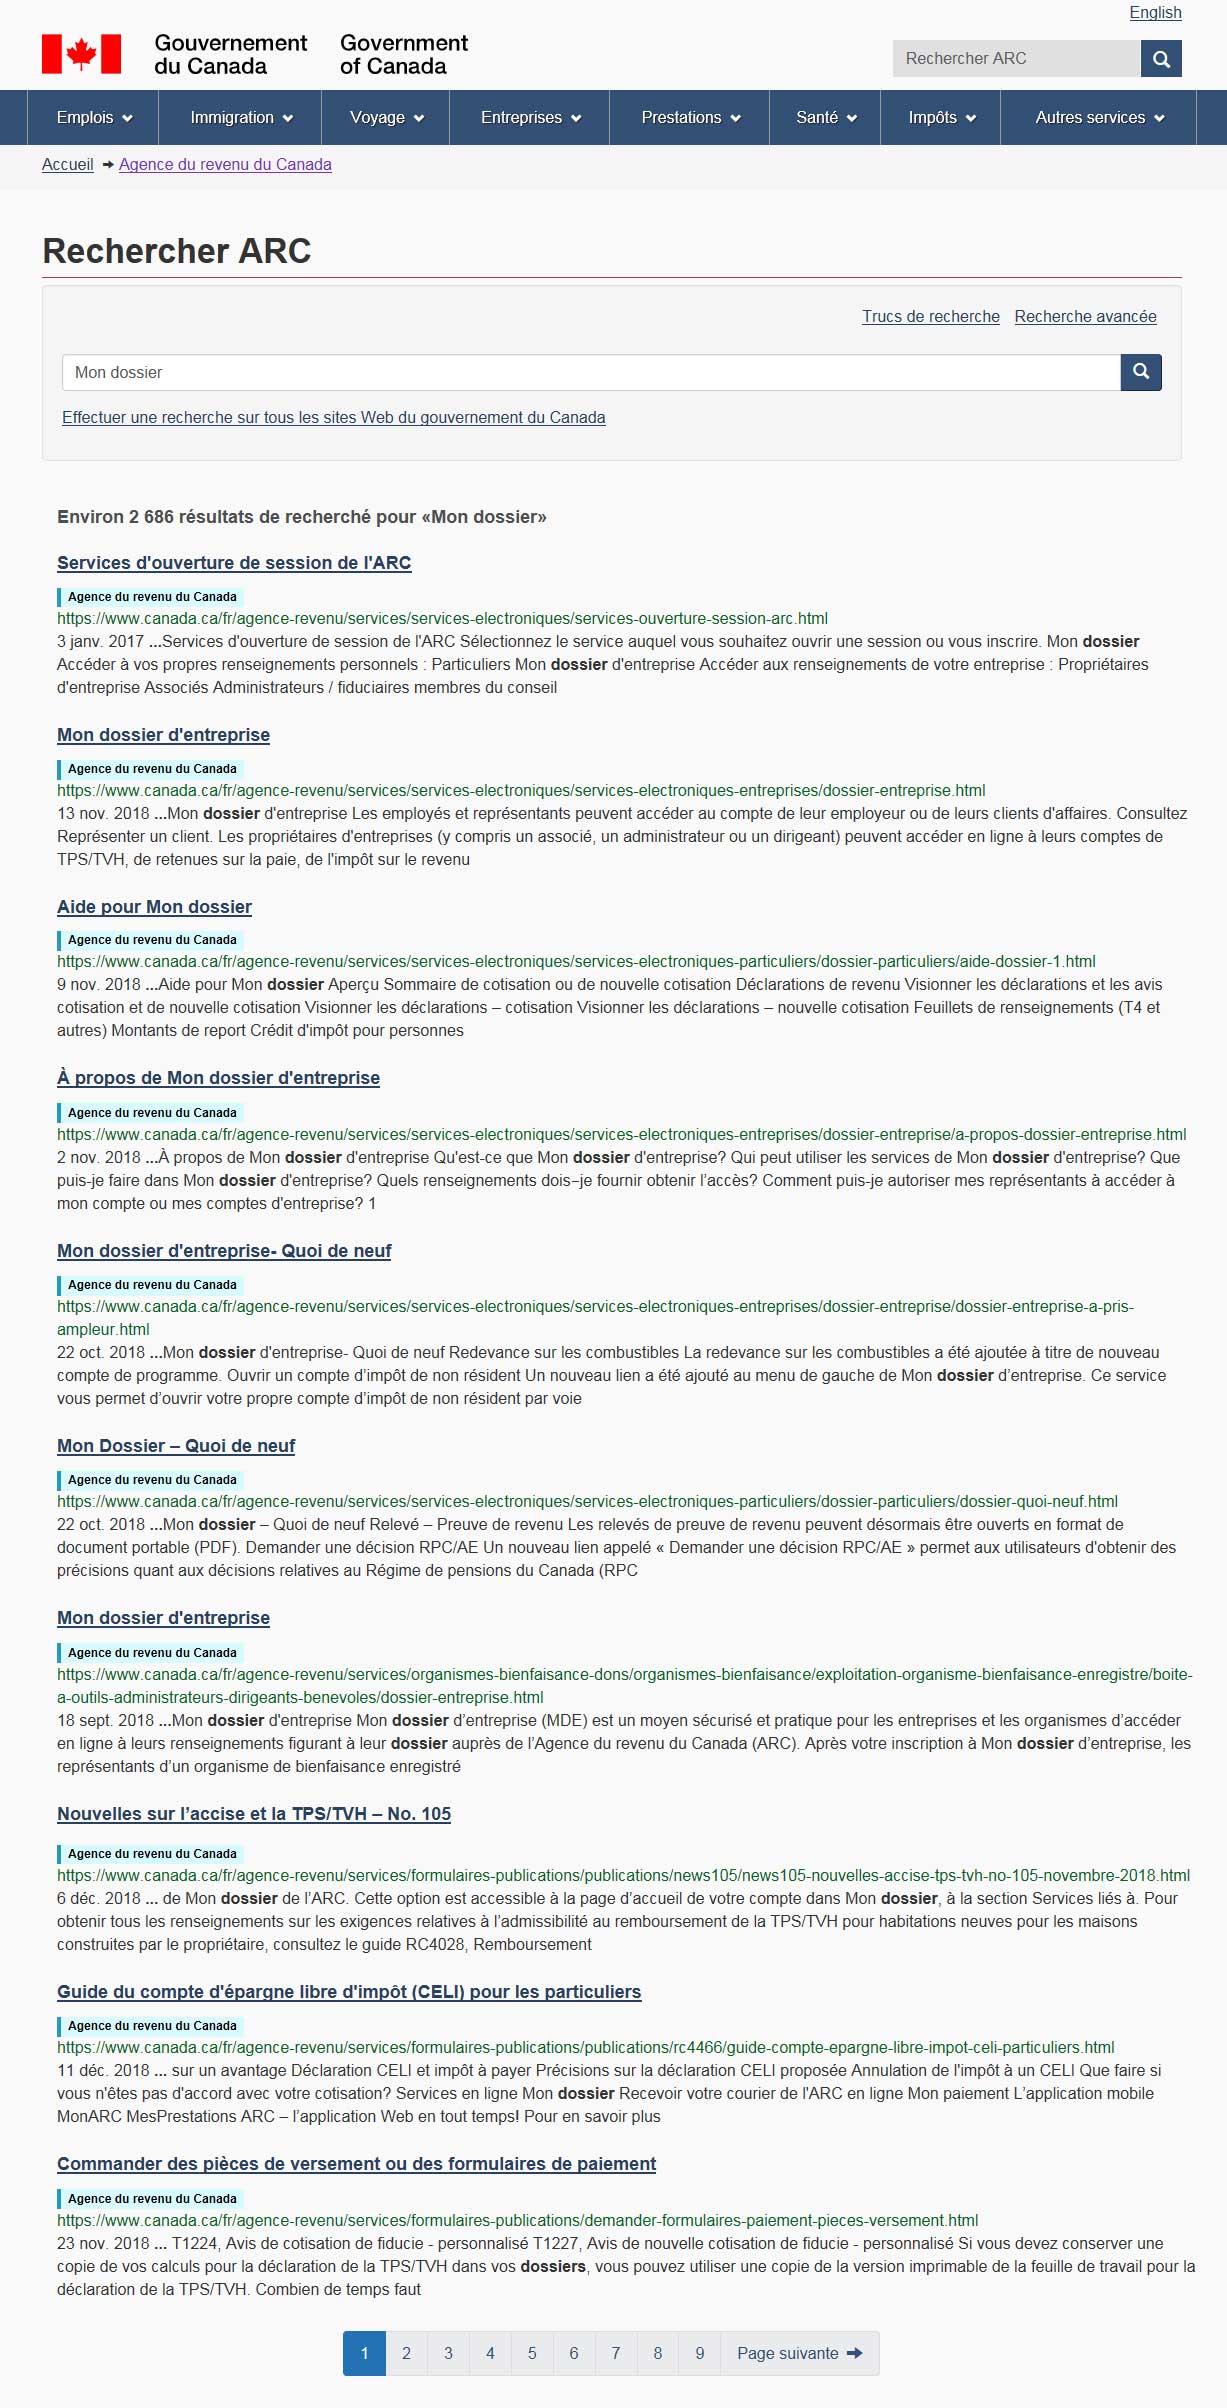 English
Gouvernement du Canada
Government of Canada
Rechercher ARC
Emplois Immigration Voyage Entreprises Prestations Santé Impôts Autres services
Accueil Agence du revenu du Canada
Rechercher ARC
Trucs de recherche Recherche avancée
Mon dossier
Effectuer une recherche sur tous les sites Web du gouvernement du Canada
Environ 2 686 résultats de recherché pour «Mon dossier»
Services d'ouverture de session de l'ARC
Agence du revenu du Canada
https://www.canada.ca/fr/agence-revenu/services/services-electroniques/services-ouverture-session-arc.html
3 janv. 2017 ...Services d'ouverture de session de l'ARC Sélectionnez le service auquel vous souhaitez ouvrir une session ou vous inscrire. Mon dossier
Accéder à vos propres renseignements personnels : Particuliers Mon dossier d'entreprise Accéder aux renseignements de votre entreprise : Propriétaires
d'entreprise Associés Administrateurs / fiduciaires membres du conseil
Mon dossier d'entreprise
Agence du revenu du Canada
https://www.canada.ca/fr/agence-revenu/services/services-electroniques/services-electroniques-entreprises/dossier-entreprise.html
13 nov. 2018 ...Mon dossier d'entreprise Les employés et représentants peuvent accéder au compte de leur employeur ou de leurs clients d'affaires. Consultez
Représenter un client. Les propriétaires d'entreprises (y compris un associé, un administrateur ou un dirigeant) peuvent accéder en ligne à leurs comptes de
TPS/TVH, de retenues sur la paie, de l'impôt sur le revenu
Aide pour Mon dossier
Agence du revenu du Canada
https://www.canada.ca/fr/agence-revenu/services/services-electroniques/services-electroniques-particuliers/dossier-particuliers/aide-dossier-1.html
9 nov. 2018 ...Aide pour Mon dossier Aperçu Sommaire de cotisation ou de nouvelle cotisation Déclarations de revenu Visionner les déclarations et les avis
cotisation et de nouvelle cotisation Visionner les déclarations – cotisation Visionner les déclarations – nouvelle cotisation Feuillets de renseignements (T4 et
autres) Montants de report Crédit d'impôt pour personnes
À propos de Mon dossier d'entreprise
Agence du revenu du Canada
https://www.canada.ca/fr/agence-revenu/services/services-electroniques/services-electroniques-entreprises/dossier-entreprise/a-propos-dossier-entreprise.html
2 nov. 2018 ...À propos de Mon dossier d'entreprise Qu'est-ce que Mon dossier d'entreprise? Qui peut utiliser les services de Mon dossier d'entreprise? Que
puis-je faire dans Mon dossier d'entreprise? Quels renseignements dois–je fournir obtenir l’accès? Comment puis-je autoriser mes représentants à accéder à
mon compte ou mes comptes d'entreprise? 1
Mon dossier d'entreprise- Quoi de neuf
Agence du revenu du Canada
https://www.canada.ca/fr/agence-revenu/services/services-electroniques/services-electroniques-entreprises/dossier-entreprise/dossier-entreprise-a-pris-
ampleur.html
22 oct. 2018 ...Mon dossier d'entreprise- Quoi de neuf Redevance sur les combustibles La redevance sur les combustibles a été ajoutée à titre de nouveau
compte de programme. Ouvrir un compte d’impôt de non résident Un nouveau lien a été ajouté au menu de gauche de Mon dossier d’entreprise. Ce service
vous permet d’ouvrir votre propre compte d’impôt de non résident par voie
Mon Dossier – Quoi de neuf
Agence du revenu du Canada
https://www.canada.ca/fr/agence-revenu/services/services-electroniques/services-electroniques-particuliers/dossier-particuliers/dossier-quoi-neuf.html
22 oct. 2018 ...Mon dossier – Quoi de neuf Relevé – Preuve de revenu Les relevés de preuve de revenu peuvent désormais être ouverts en format de
document portable (PDF). Demander une décision RPC/AE Un nouveau lien appelé « Demander une décision RPC/AE » permet aux utilisateurs d'obtenir des
précisions quant aux décisions relatives au Régime de pensions du Canada (RPC
Mon dossier d'entreprise
Agence du revenu du Canada
https://www.canada.ca/fr/agence-revenu/services/organismes-bienfaisance-dons/organismes-bienfaisance/exploitation-organisme-bienfaisance-enregistre/boite-
a-outils-administrateurs-dirigeants-benevoles/dossier-entreprise.html
18 sept. 2018 ...Mon dossier d'entreprise Mon dossier d’entreprise (MDE) est un moyen sécurisé et pratique pour les entreprises et les organismes d’accéder
en ligne à leurs renseignements figurant à leur dossier auprès de l’Agence du revenu du Canada (ARC). Après votre inscription à Mon dossier d’entreprise, les
représentants d’un organisme de bienfaisance enregistré
Nouvelles sur l’accise et la TPS/TVH – No. 105
Agence du revenu du Canada
https://www.canada.ca/fr/agence-revenu/services/formulaires-publications/publications/news105/news105-nouvelles-accise-tps-tvh-no-105-novembre-2018.html
6 déc. 2018 ... de Mon dossier de l’ARC. Cette option est accessible à la page d’accueil de votre compte dans Mon dossier, à la section Services liés à. Pour
obtenir tous les renseignements sur les exigences relatives à l’admissibilité au remboursement de la TPS/TVH pour habitations neuves pour les maisons
construites par le propriétaire, consultez le guide RC4028, Remboursement
Guide du compte d'épargne libre d'impôt (CELI) pour les particuliers
Agence du revenu du Canada
https://www.canada.ca/fr/agence-revenu/services/formulaires-publications/publications/rc4466/guide-compte-epargne-libre-impot-celi-particuliers.html
11 déc. 2018 ... sur un avantage Déclaration CELI et impôt à payer Précisions sur la déclaration CELI proposée Annulation de l'impôt à un CELI Que faire si
vous n'êtes pas d'accord avec votre cotisation? Services en ligne Mon dossier Recevoir votre courier de l'ARC en ligne Mon paiement L’application mobile
MonARC MesPrestations ARC – l’application Web en tout temps! Pour en savoir plus
Commander des pièces de versement ou des formulaires de paiement
Agence du revenu du Canada
https://www.canada.ca/fr/agence-revenu/services/formulaires-publications/demander-formulaires-paiement-pieces-versement.html
23 nov. 2018 ... T1224, Avis de cotisation de fiducie - personnalisé T1227, Avis de nouvelle cotisation de fiducie - personnalisé Si vous devez conserver une
copie de vos calculs pour la déclaration de la TPS/TVH dans vos dossiers, vous pouvez utiliser une copie de la version imprimable de la feuille de travail pour la
déclaration de la TPS/TVH. Combien de temps faut
1 2 3 4 5 6 7 8 9 Page suivante